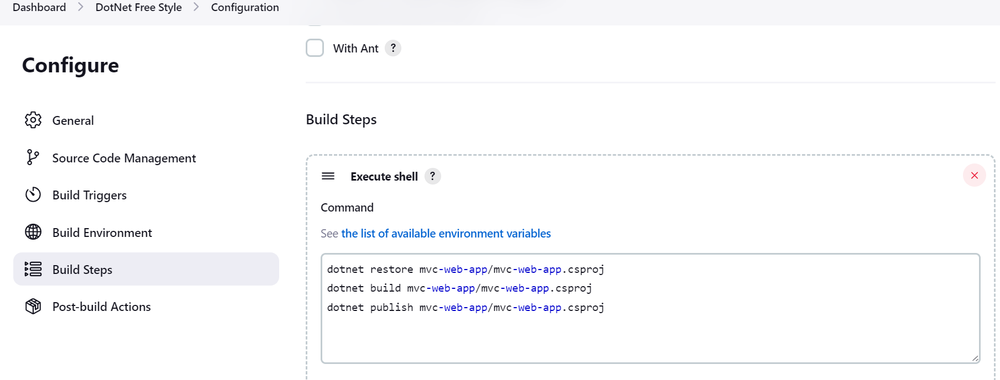 Dashboard > DotNet Free Style > Configuration
Configure
General
Source Code Management
Build Triggers
Build Environment
Build Steps
Post-build Actions
With Ant ?
Build Steps
Execute shell ?
Command
See the list of available environment variables
dotnet restore mvc-web-app/mvc-web-app.csproj
dotnet build mvc-web-app/mvc-web-app.csproj
dotnet publish mvc-web-app/mvc-web-app.csproj